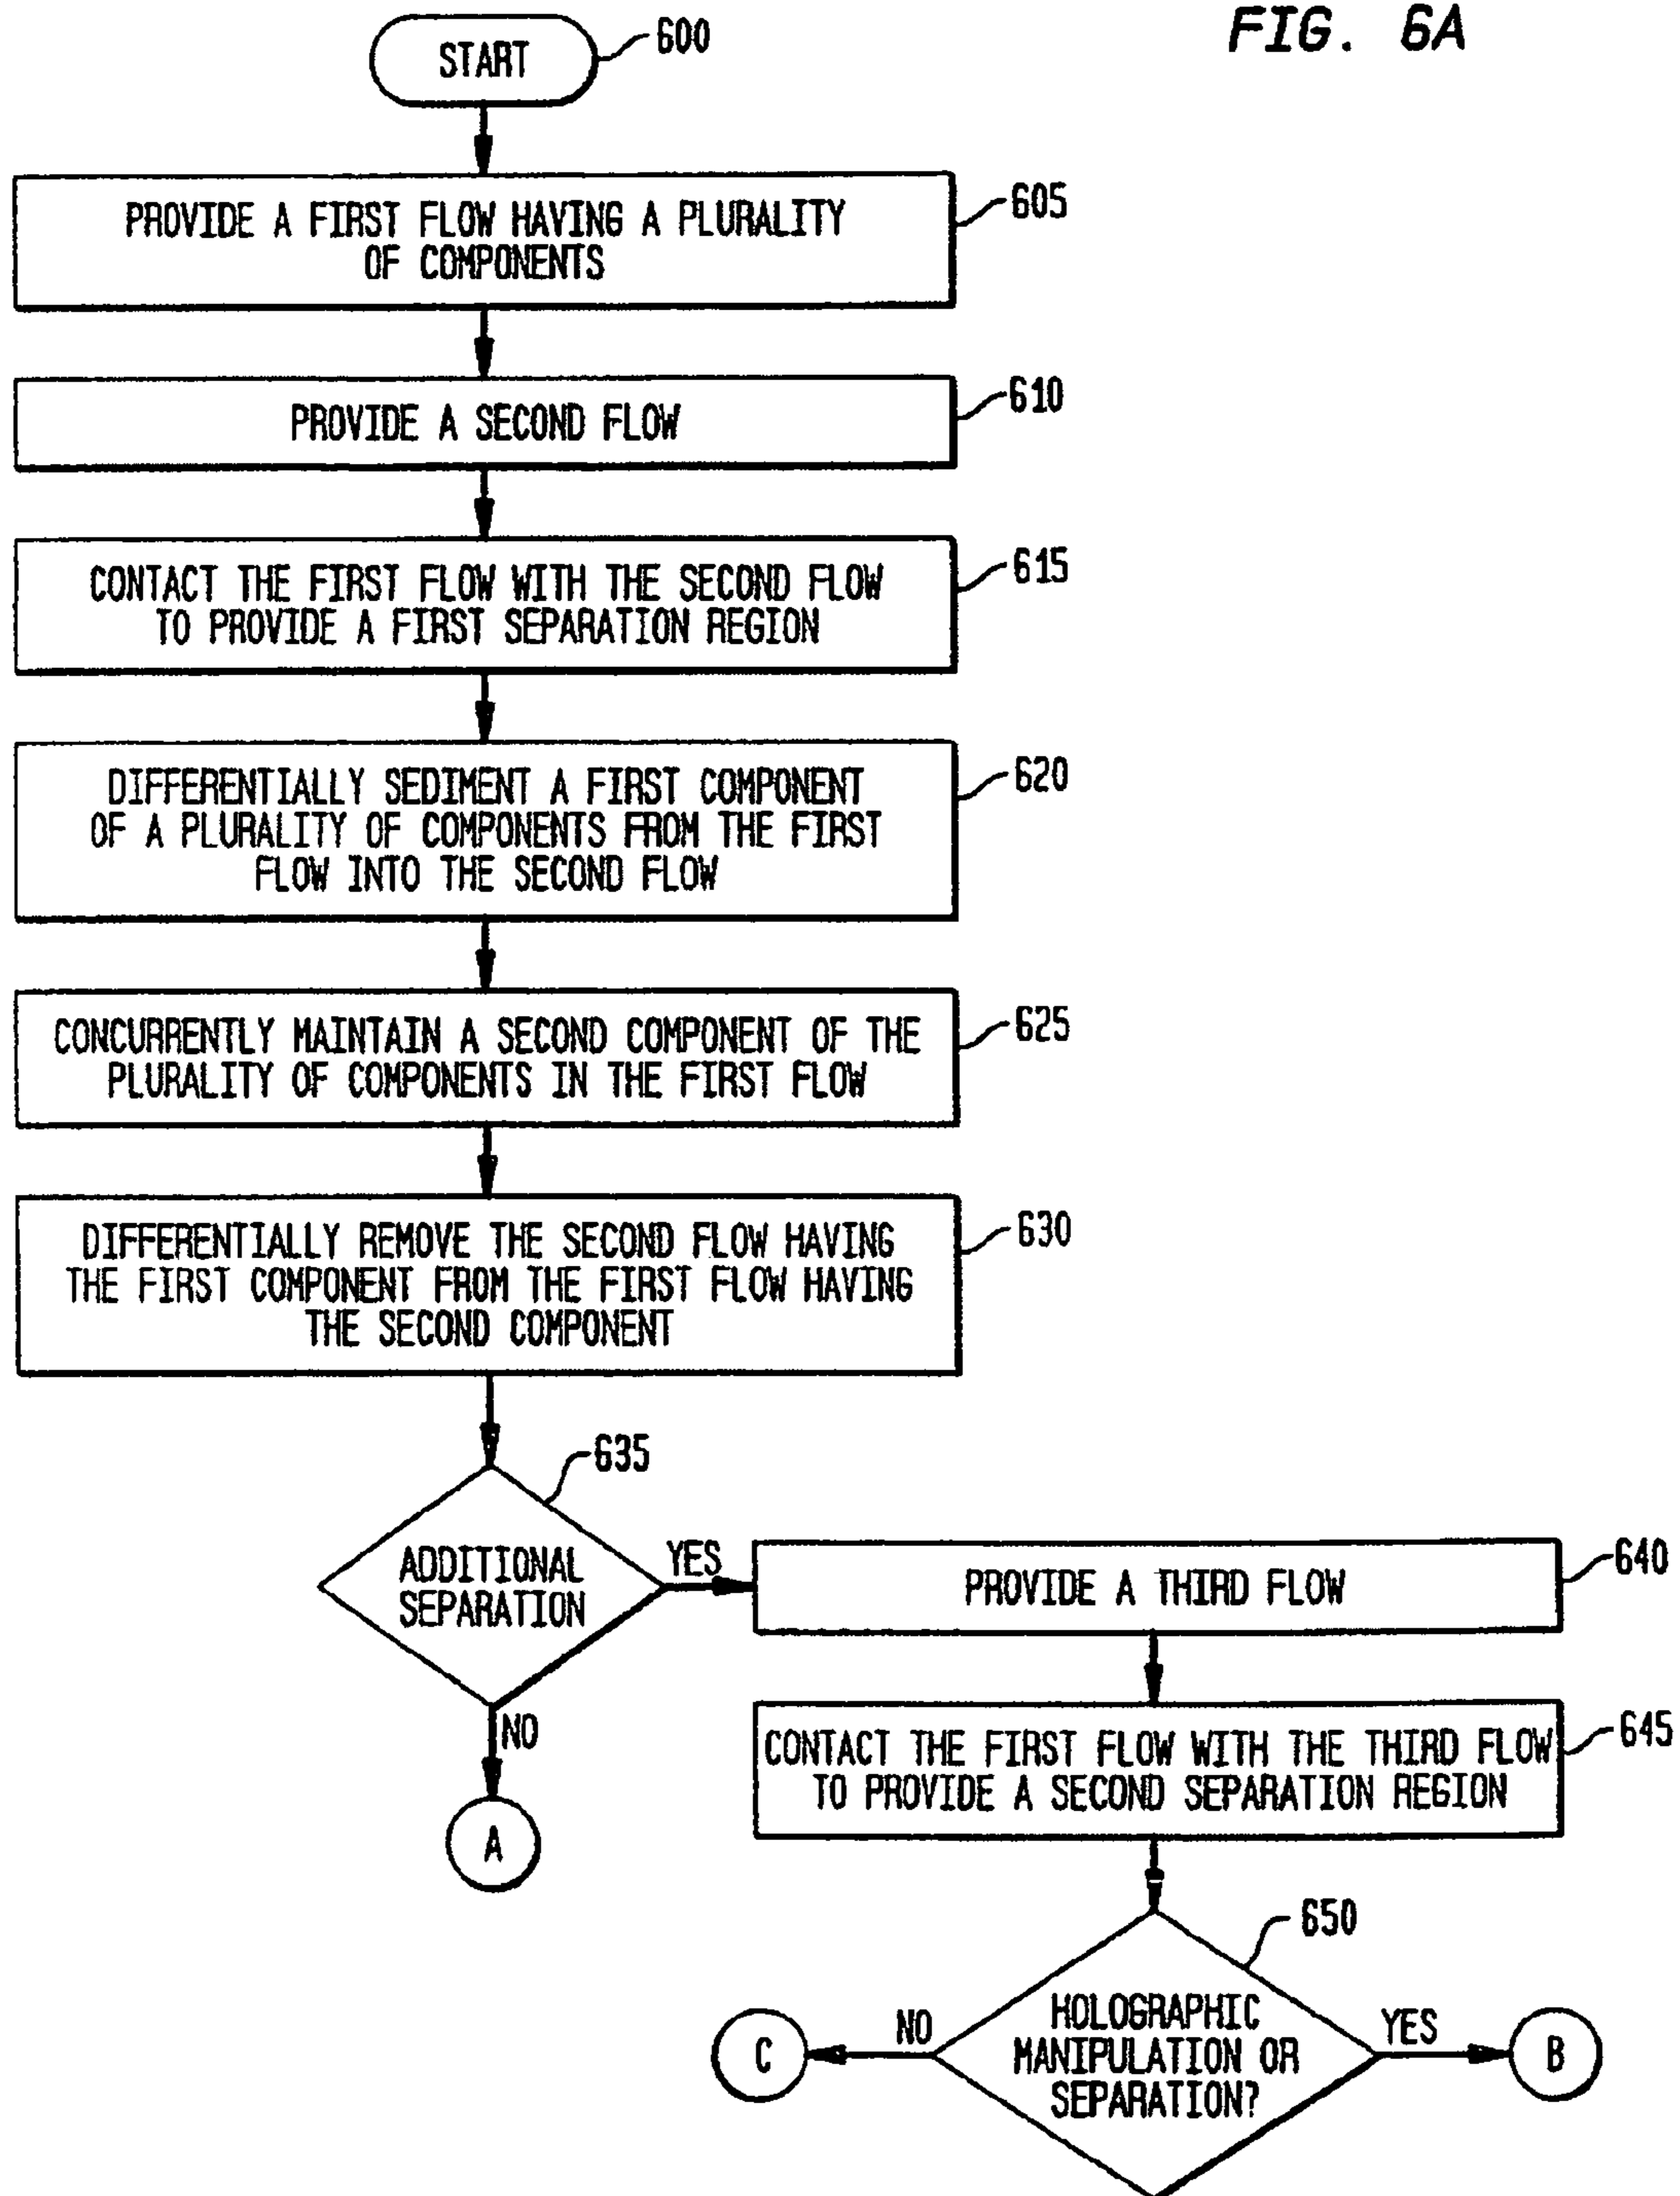 FIG. 6A
START
600
PROVIDE A FIRST FLOW HAVING A PLURALITY
OF COMPONENTS
605
PROVIDE A SECOND FLOW
610
CONTACT THE FIRST FLOW WITH THE SECOND FLOW
TO PROVIDE A FIRST SEPARATION REGION
615
DIFFERENTIALLY SEDIMENT A FIRST COMPONENT
OF A PLURALITY OF COMPONENTS FROM THE FIRST
FLOW INTO THE SECOND FLOW
620
CONCURRENTLY MAINTAIN A SECOND COMPONENT OF THE
PLURALITY OF COMPONENTS IN THE FIRST FLOW
625
DIFFERENTIALLY REMOVE THE SECOND FLOW HAVING
THE FIRST COMPONENT FROM THE FIRST FLOW HAVING
THE SECOND COMPONENT
630
635
ADDITIONAL
SEPARATION
YES
NO
A
PROVIDE A THIRD FLOW
640
CONTACT THE FIRST FLOW WITH THE THIRD FLOW
TO PROVIDE A SECOND SEPARATION REGION
645
650
HOLOGRAPHIC
MANIPULATION OR
SEPARATION?
NO
C
YES
B